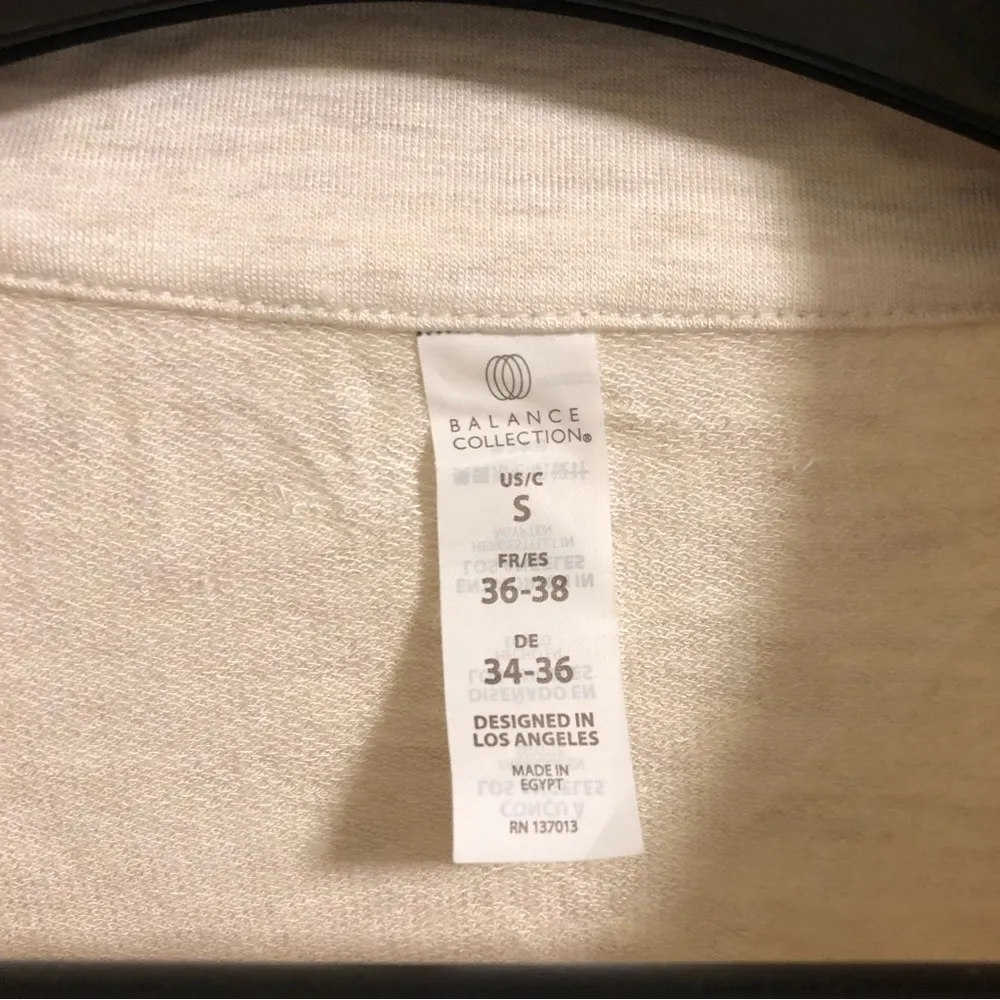 BALANCE
COLLECTION®
US/C
S
FR/ES
36-38
DE
34-36
DESIGNED IN
LOS ANGELES
MADE IN
EGYPT
RN 137013